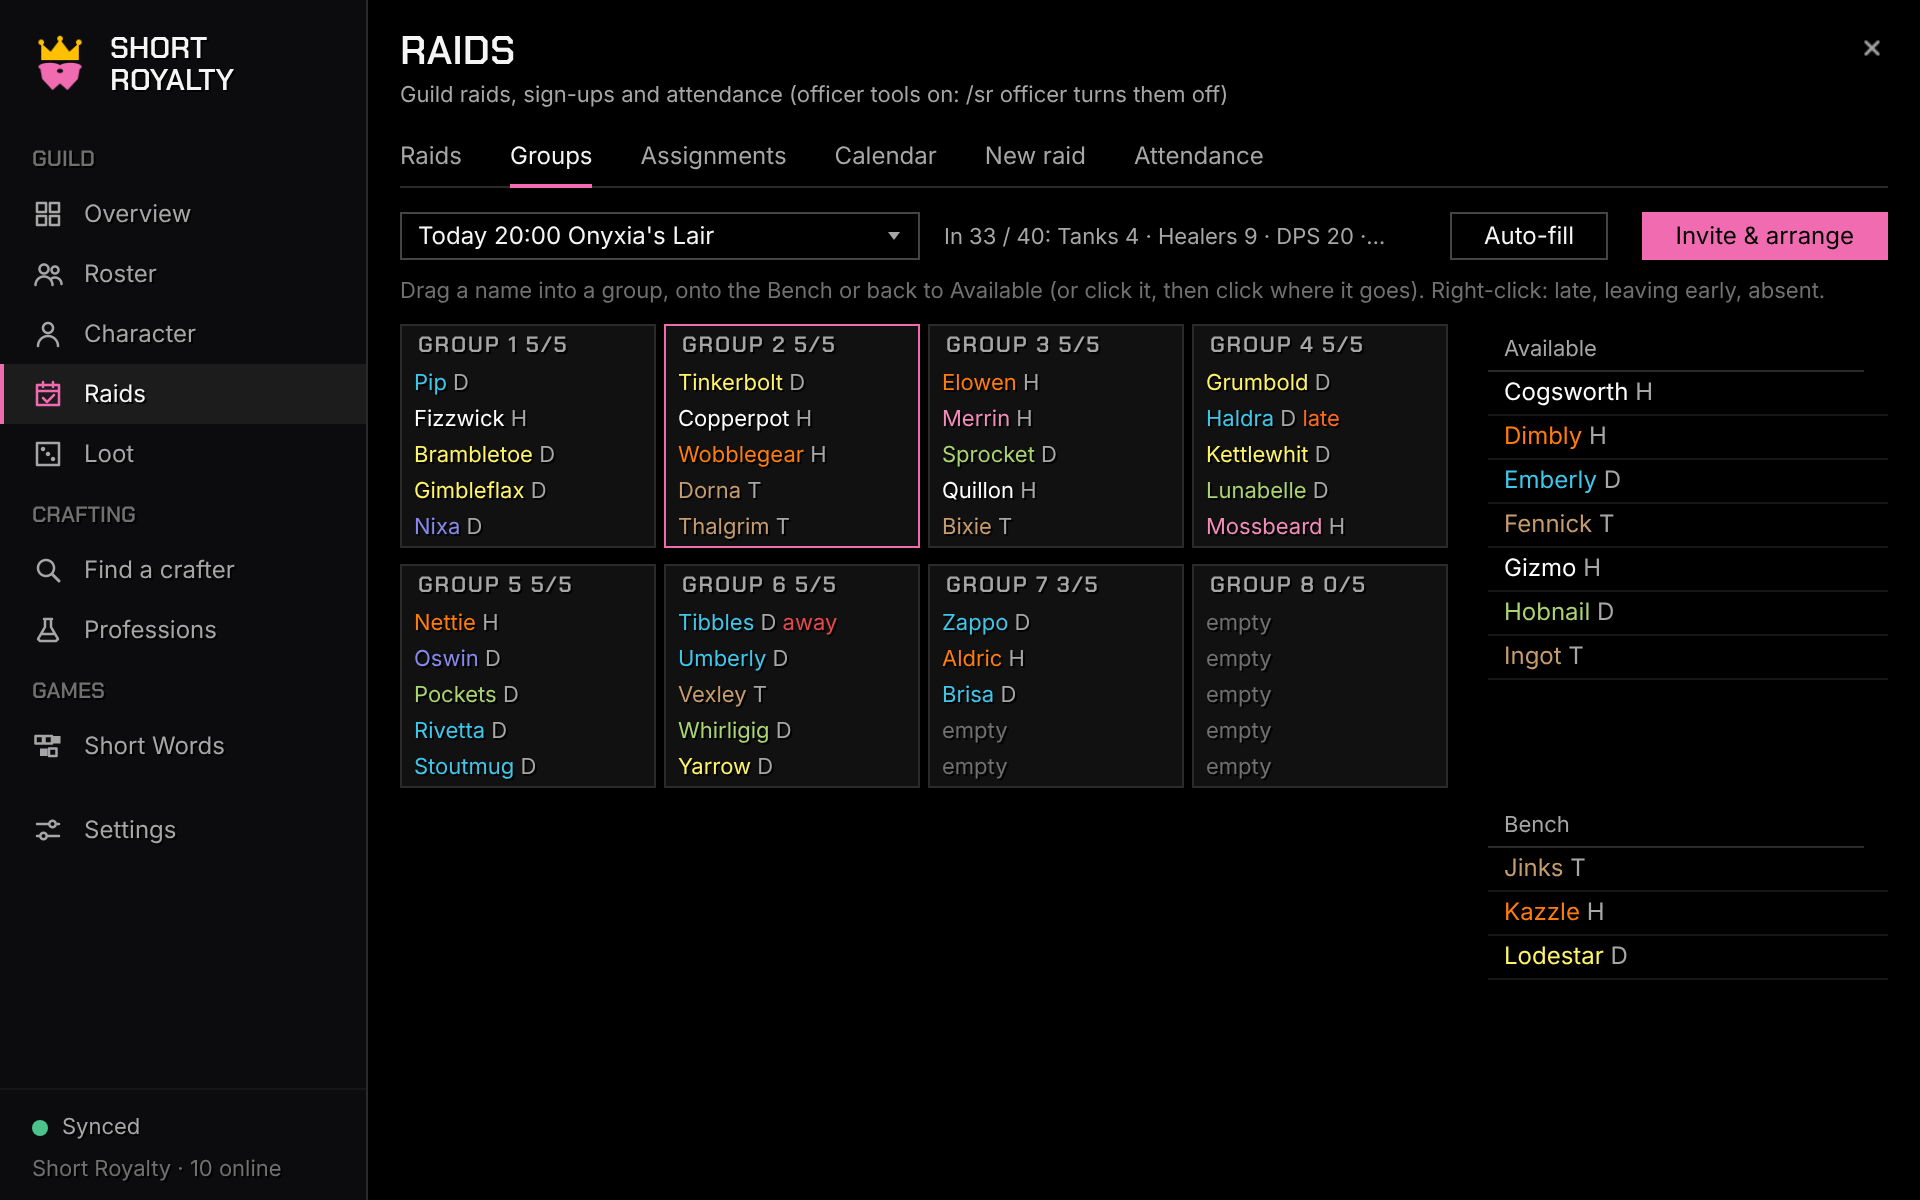 SHORT
ROYALTY
GUILD
Overview
Roster
Character
Raids
Loot
CRAFTING
Find a crafter
Professions
GAMES
Short Words
Settings
Synced
Short Royalty · 10 online
RAIDS
Guild raids, sign-ups and attendance (officer tools on: /sr officer turns them off)
Raids Groups Assignments Calendar New raid Attendance
Today 20:00 Onyxia's Lair In 33 / 40: Tanks 4 · Healers 9 · DPS 20 ·... Auto-fill Invite & arrange
Drag a name into a group, onto the Bench or back to Available (or click it, then click where it goes). Right-click: late, leaving early, absent.
GROUP 1 5/5
Pip D
Fizzwick H
Brambletoe D
Gimbleflax D
Nixa D
GROUP 2 5/5
Tinkerbolt D
Copperpot H
Wobblegear H
Dorna T
Thalgrim T
GROUP 3 5/5
Elowen H
Merrin H
Sprocket D
Quillon H
Bixie T
GROUP 4 5/5
Grumbold D
Haldra D late
Kettlewhit D
Lunabelle D
Mossbeard H
GROUP 5 5/5
Nettie H
Oswin D
Pockets D
Rivetta D
Stoutmug D
GROUP 6 5/5
Tibbles D away
Umberly D
Vexley T
Whirligig D
Yarrow D
GROUP 7 3/5
Zappo D
Aldric H
Brisa D
empty
empty
GROUP 8 0/5
empty
empty
empty
empty
empty
Available
Cogsworth H
Dimbly H
Emberly D
Fennick T
Gizmo H
Hobnail D
Ingot T
Bench
Jinks T
Kazzle H
Lodestar D